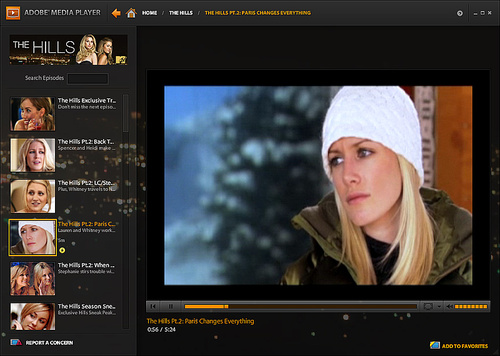 ADOBE MEDIA PLAYER
HOME / THE HILLS / THE HILLS PT.2: PARIS CHANGES EVERYTHING
THE HILLS
Search Episodes
The Hills Exclusive Tr...
Don't miss the next episo...
The Hills Pt.2: Back T...
Spencer and Heidi make ...
The Hills Pt.2: LC/Ste...
Plus, Whitney travels to N...
The Hills Pt.2: Paris C...
Lauren and Whitney work...
5m
The Hills Pt.2: When ...
Stephanie stirs trouble wi...
The Hills Season Sne...
Exclusive Hills Sneak Peak...
The Hills Pt.2: Paris Changes Everything
0:56 / 5:24
REPORT A CONCERN
ADD TO FAVORITES